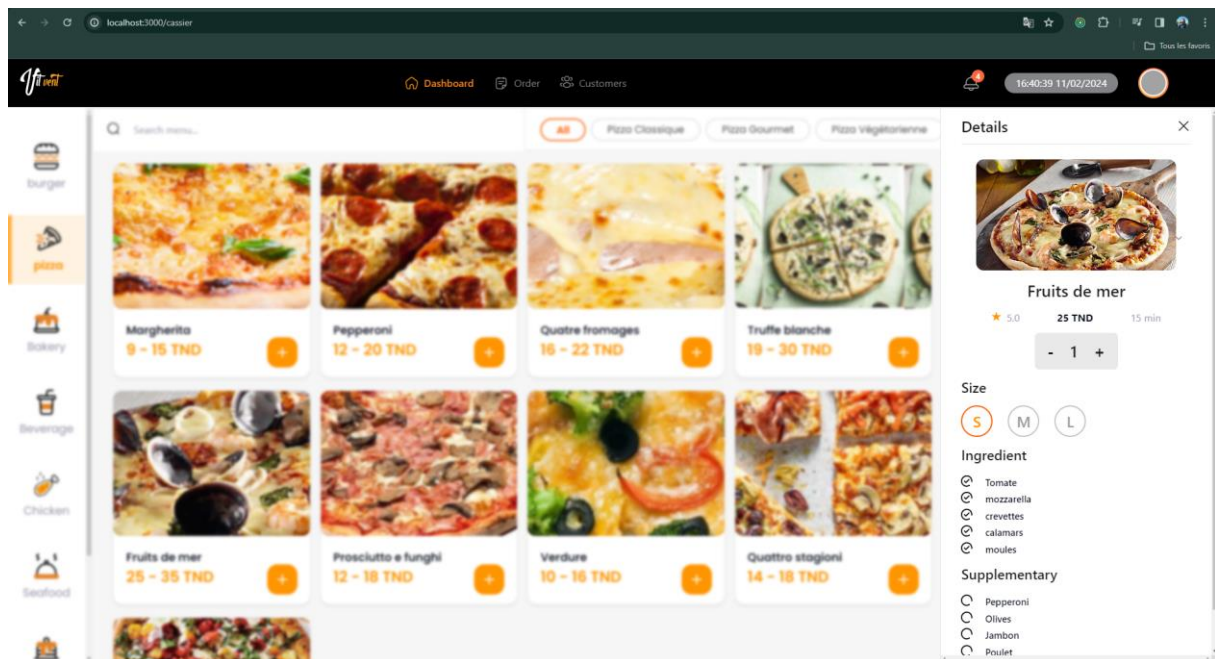 localhost:3000/cassier
Tous les favoris
Ifit vent
Dashboard
Order
Customers
4
16:40:39 11/02/2024
Search menu...
All
Pizza Classique
Pizza Gourmet
Pizza Végétarienne
burger
pizza
Bakery
Beverage
Chicken
Seafood
Margherita
9 - 15 TND
+
Pepperoni
12 - 20 TND
+
Quatre fromages
16 - 22 TND
+
Truffe blanche
19 - 30 TND
+
Fruits de mer
25 - 35 TND
+
Prosciutto e funghi
12 - 18 TND
+
Verdure
10 - 16 TND
+
Quattro stagioni
14 - 18 TND
+
Details
Fruits de mer
5.0 25 TND 15 min
- 1 +
Size
S M L
Ingredient
Tomate
mozzarella
crevettes
calamars
moules
Supplementary
Pepperoni
Olives
Jambon
Poulet